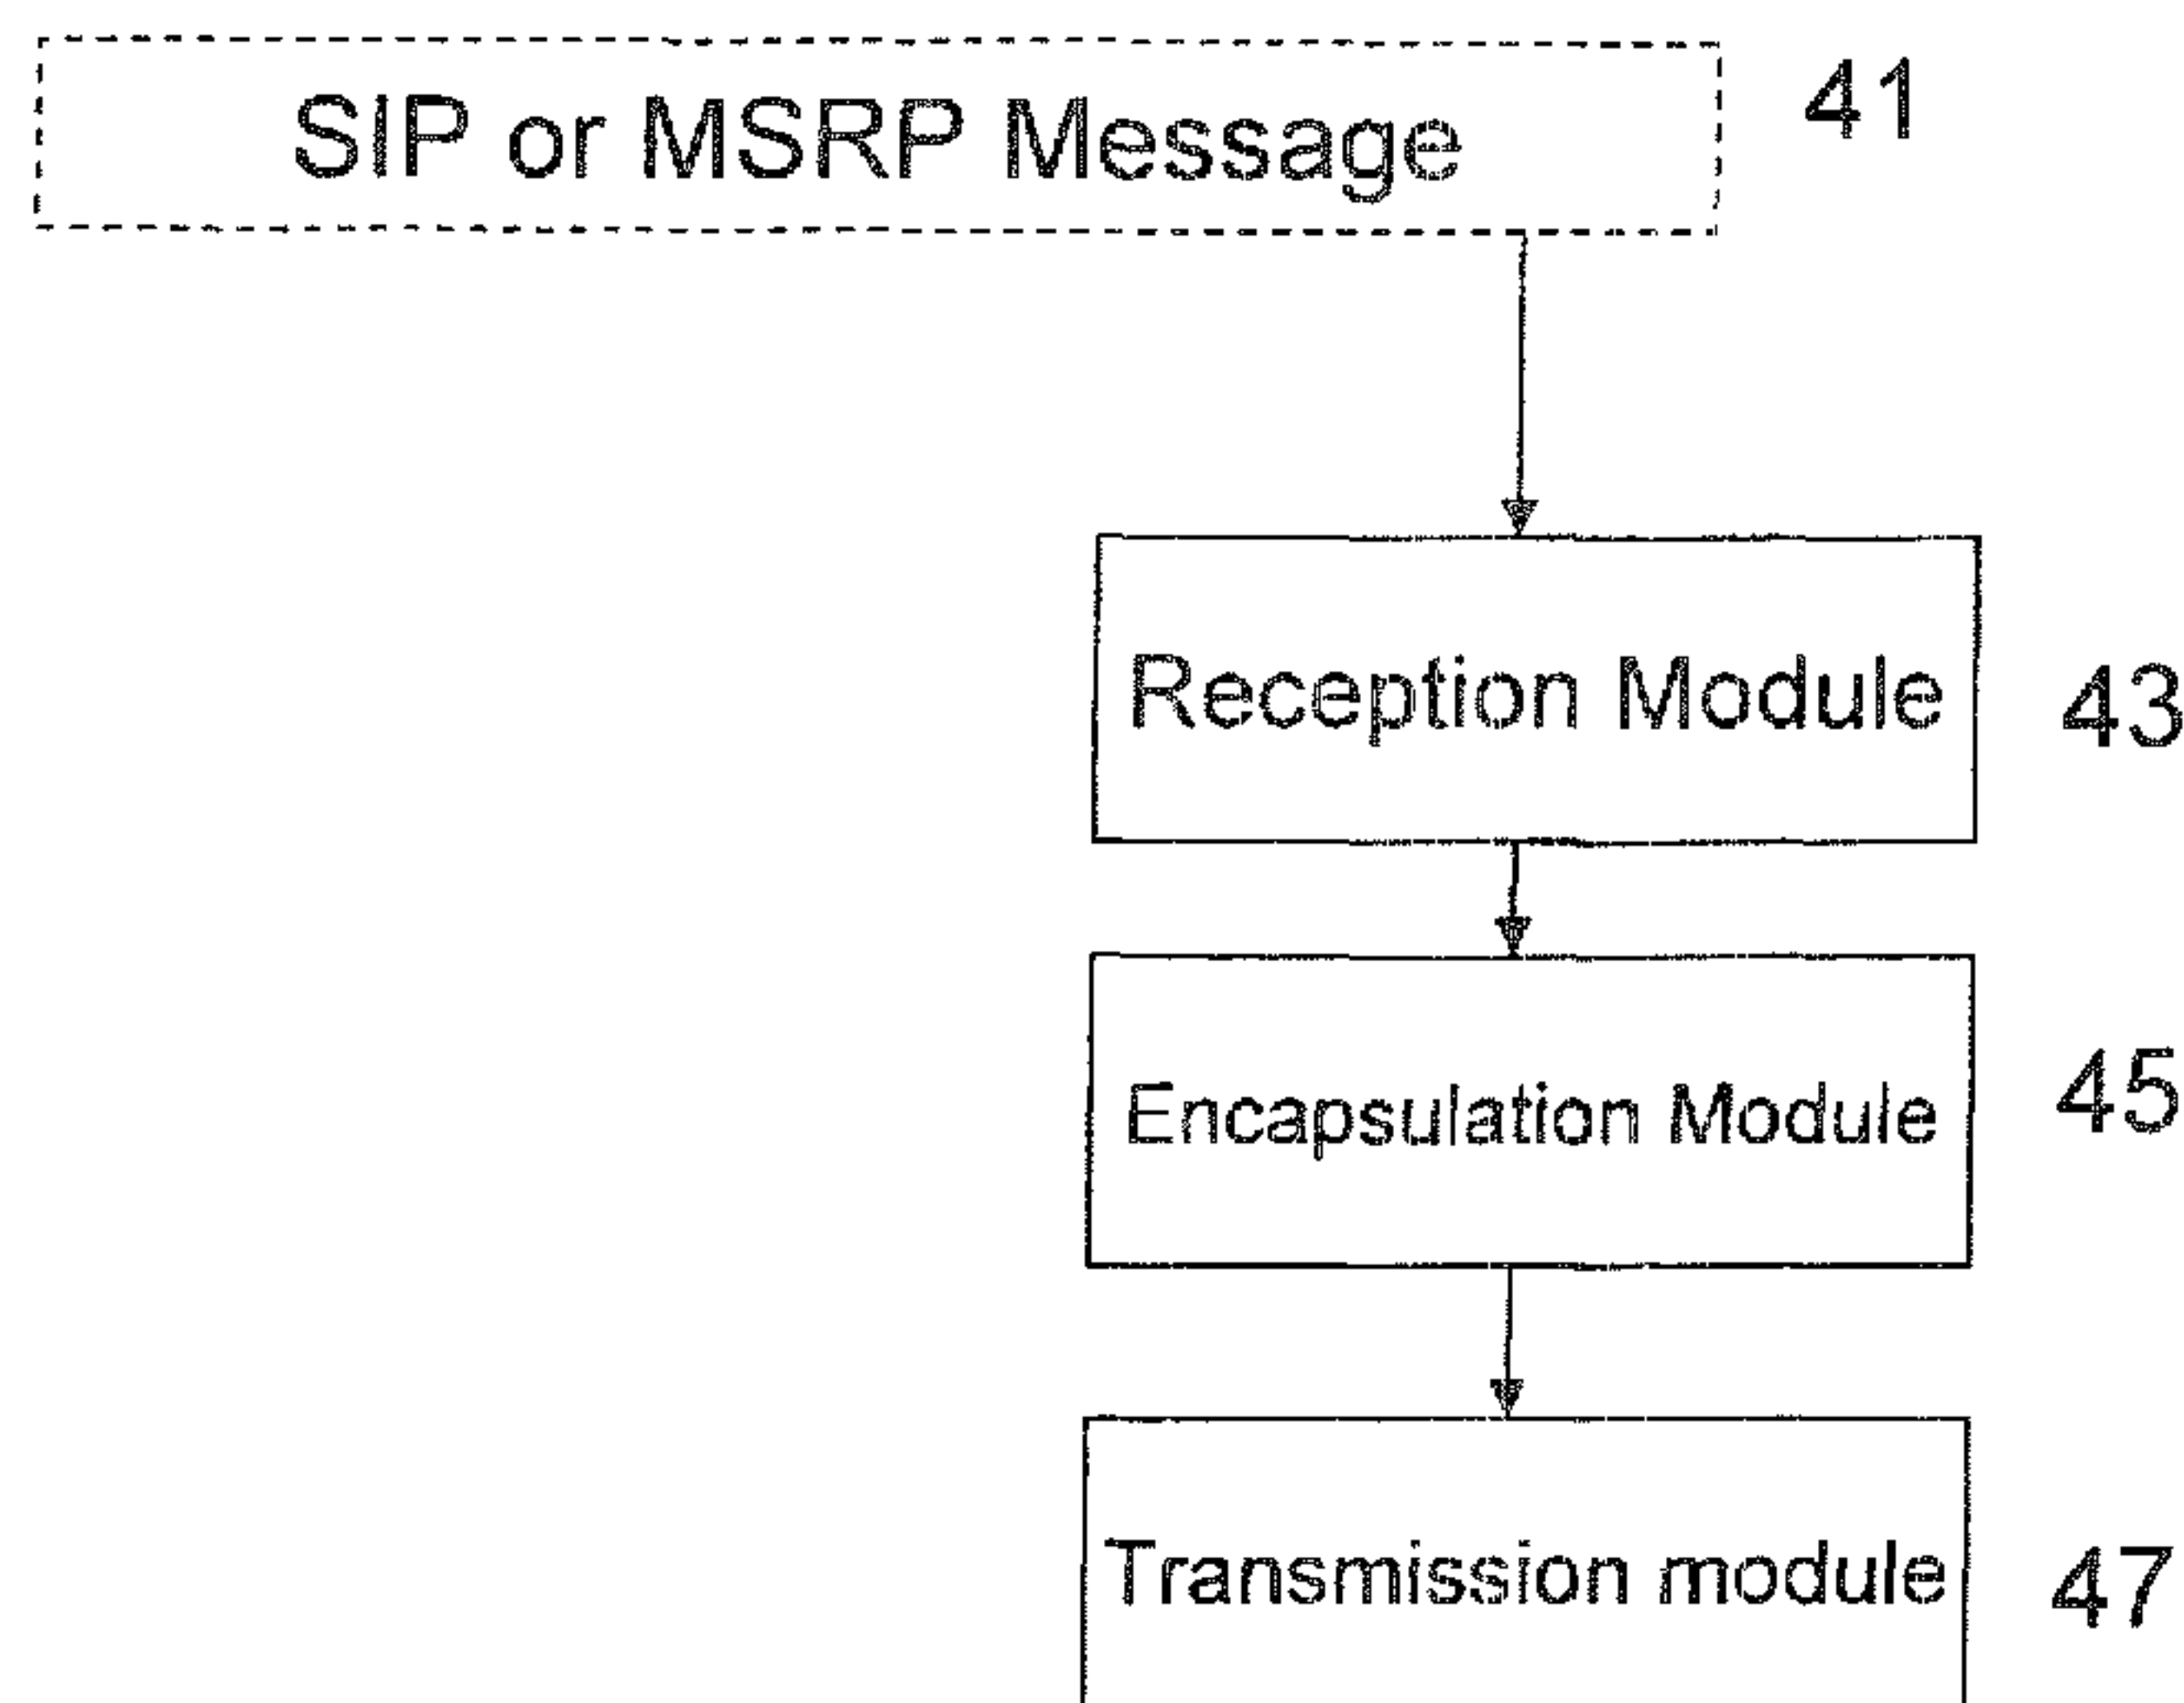 SIP or MSRP Message 41
Reception Module 43
Encapsulation Module 45
Transmission module 47